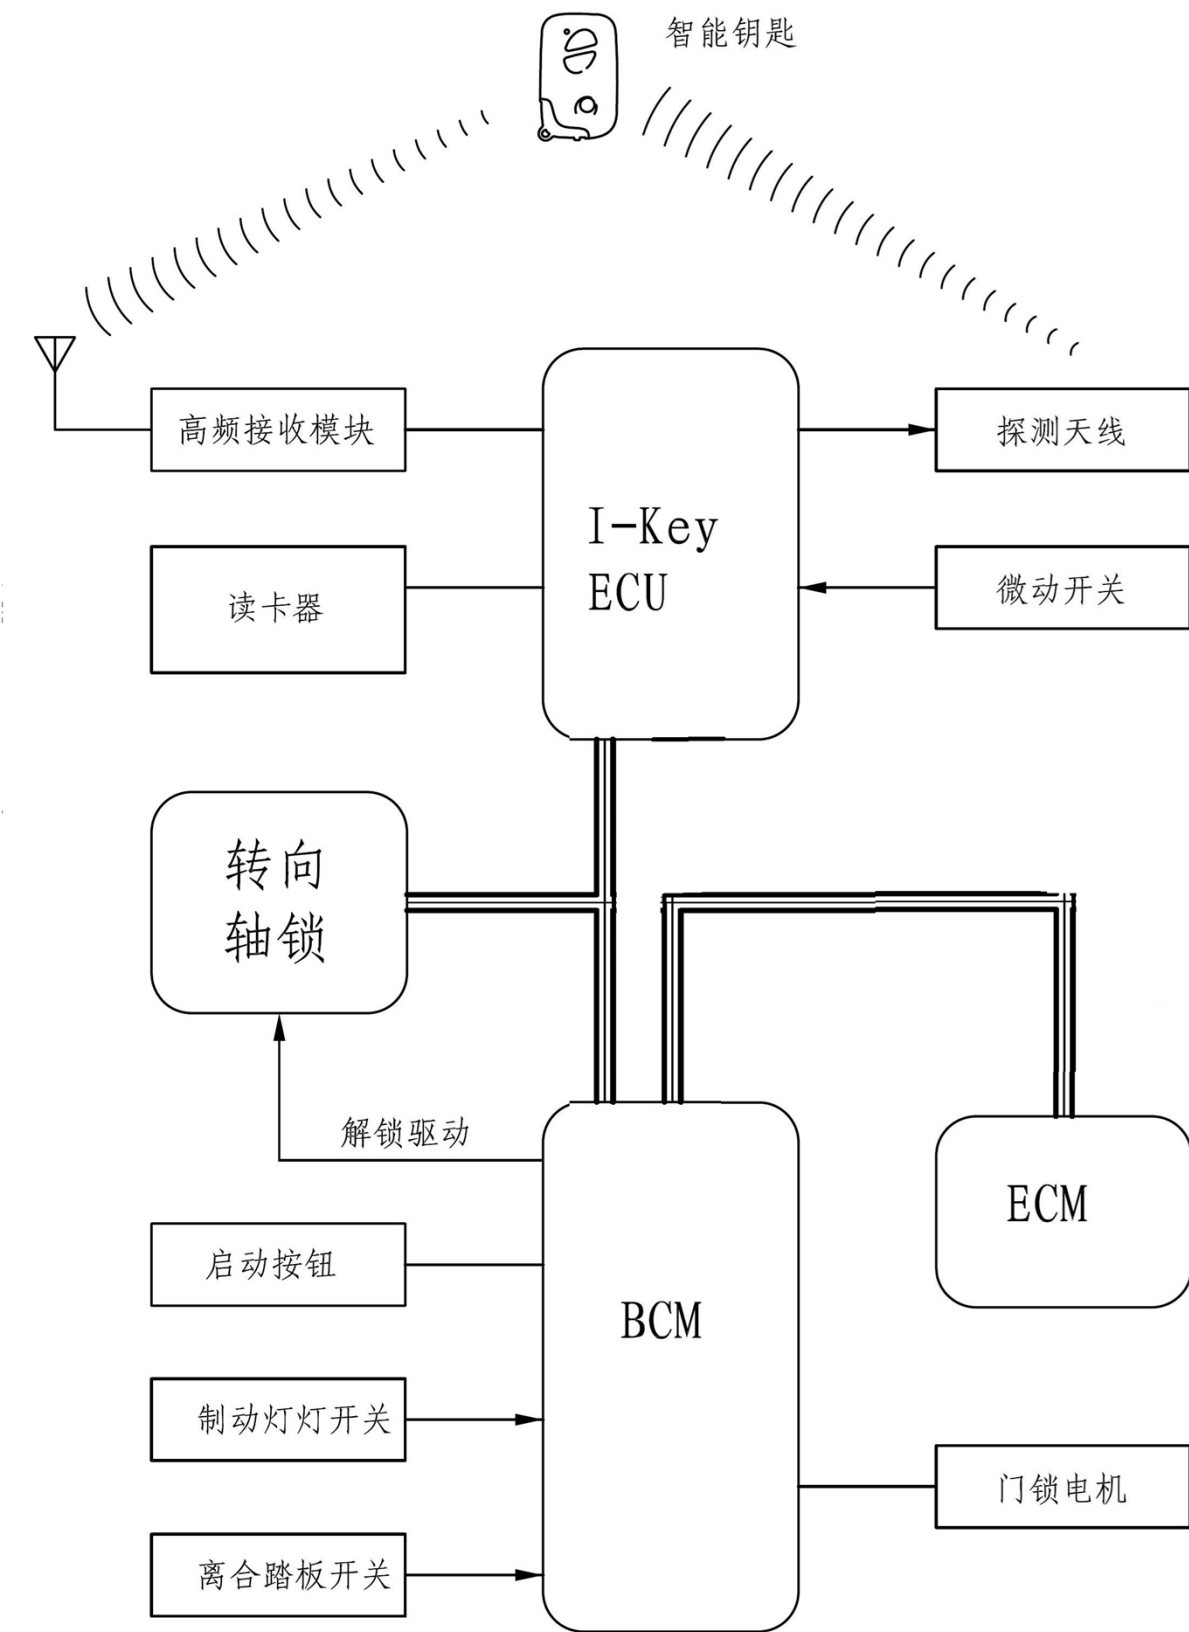 智能钥匙
高频接收模块
探测天线
I-Key
ECU
读卡器
微动开关
转向
轴锁
解锁驱动
ECM
启动按钮
BCM
制动灯灯开关
门锁电机
离合踏板开关